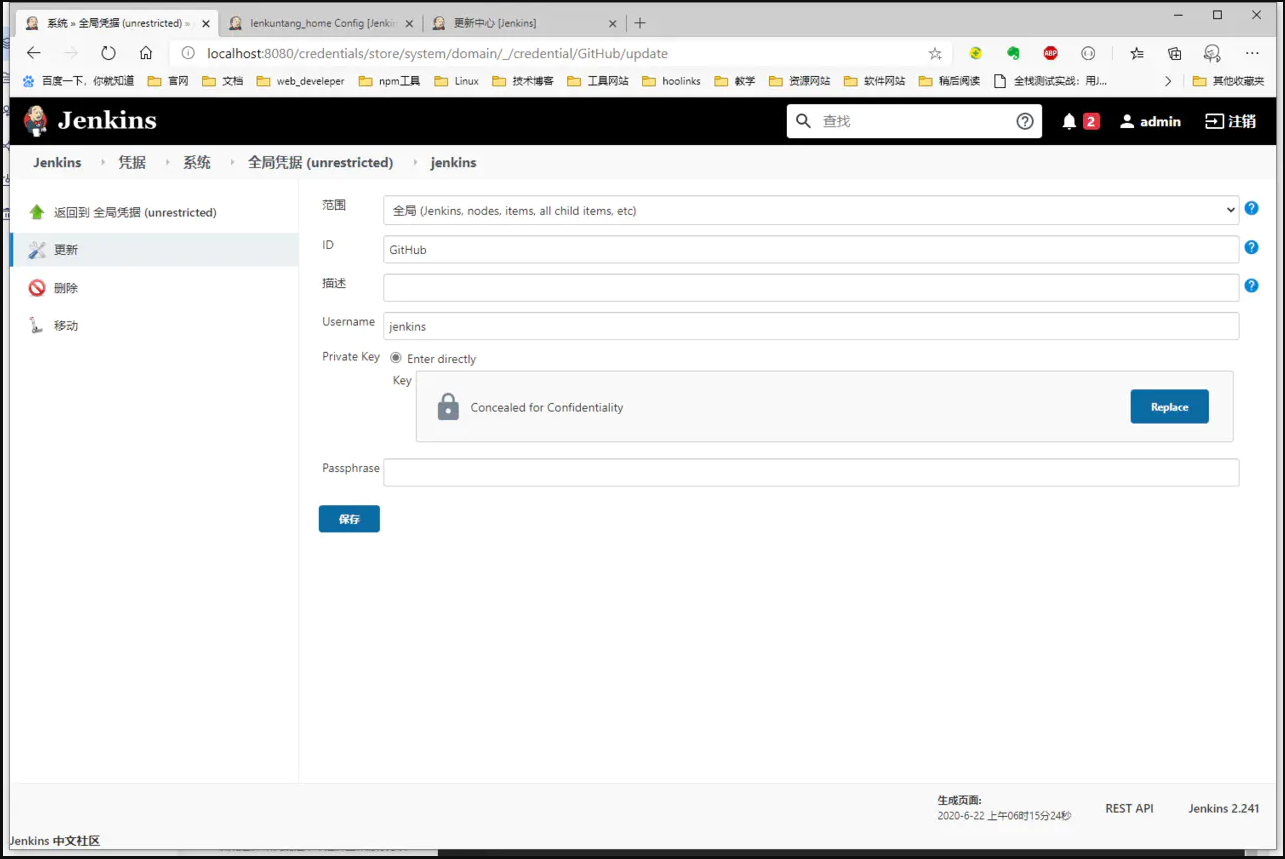 系统 » 全局凭据 (unrestricted) »
lenkuntang_home Config [Jenkin
更新中心 [Jenkins]
localhost:8080/credentials/store/system/domain/_/credential/GitHub/update
ABP
百度一下，你就知道 官网 文档 web_developer npm工具 Linux 技术博客 工具网站 hoolinks 教学 资源网站 软件网站 稍后阅读 全栈测试实战：用J... 其他收藏夹
Jenkins
查找
2
admin
注销
Jenkins 凭据 系统 全局凭据 (unrestricted) jenkins
返回到 全局凭据 (unrestricted)
更新
删除
移动
范围
全局 (Jenkins, nodes, items, all child items, etc)
ID
GitHub
描述
Username
jenkins
Private Key
Enter directly
Key
Concealed for Confidentiality
Replace
Passphrase
保存
生成页面:
2020-6-22 上午06时15分24秒
REST API
Jenkins 2.241
Jenkins 中文社区